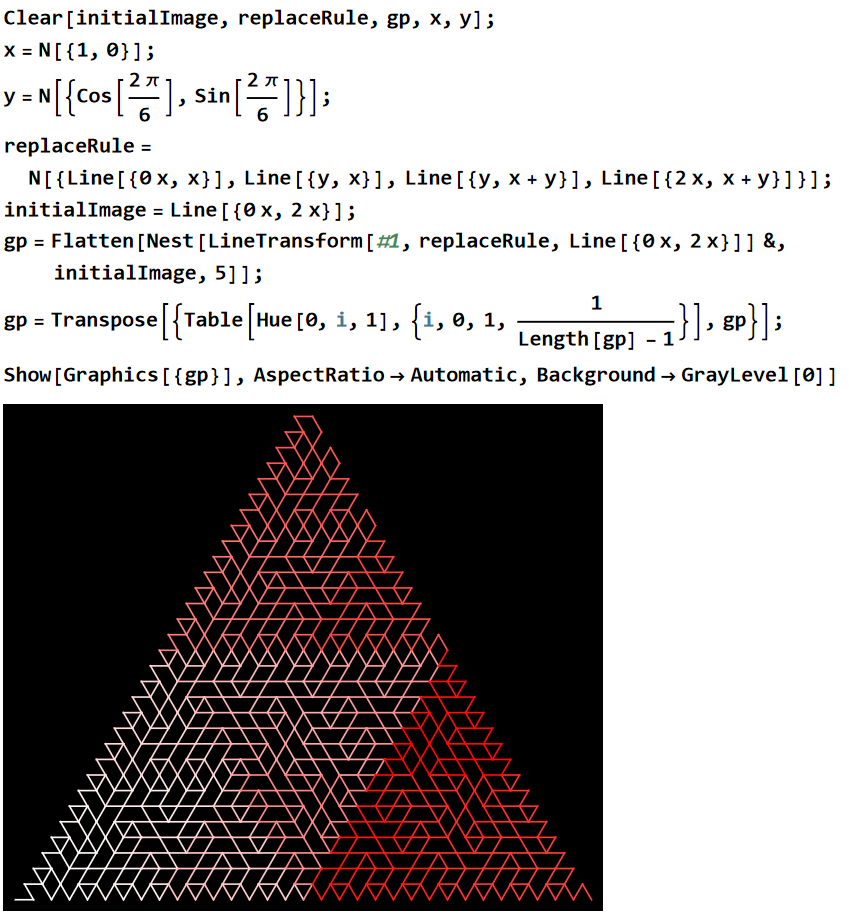 Clear[initialImage, replaceRule, gp, x, y];
x = N[{1, 0}];
y = N[{Cos[2 π/6], Sin[2 π/6]}];
replaceRule =
N[{Line[{0 x, x}], Line[{y, x}], Line[{y, x + y}], Line[{2 x, x + y}]}];
initialImage = Line[{0 x, 2 x}];
gp = Flatten[Nest[LineTransform[#1, replaceRule, Line[{0 x, 2 x}]] &,
initialImage, 5]];
gp = Transpose[{Table[Hue[0, i, 1], {i, 0, 1, 1/(Length[gp] - 1)}], gp}];
Show[Graphics[{gp}], AspectRatio → Automatic, Background → GrayLevel[0]]